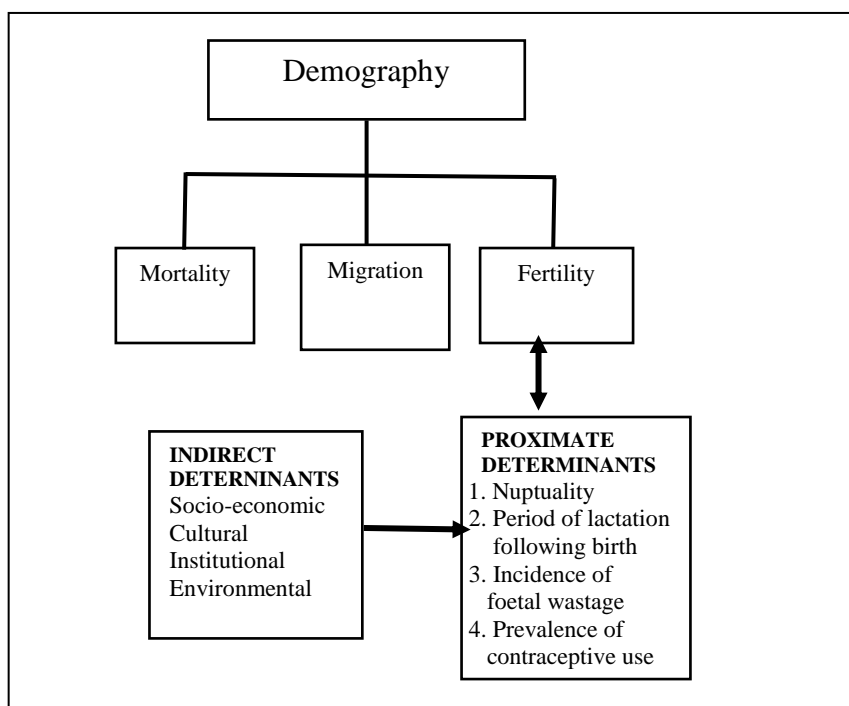 Demography
Mortality
Migration
Fertility
INDIRECT
DETERNINANTS
Socio-economic
Cultural
Institutional
Environmental
PROXIMATE
DETERMINANTS
1. Nuptuality
2. Period of lactation
following birth
3. Incidence of
foetal wastage
4. Prevalence of
contraceptive use